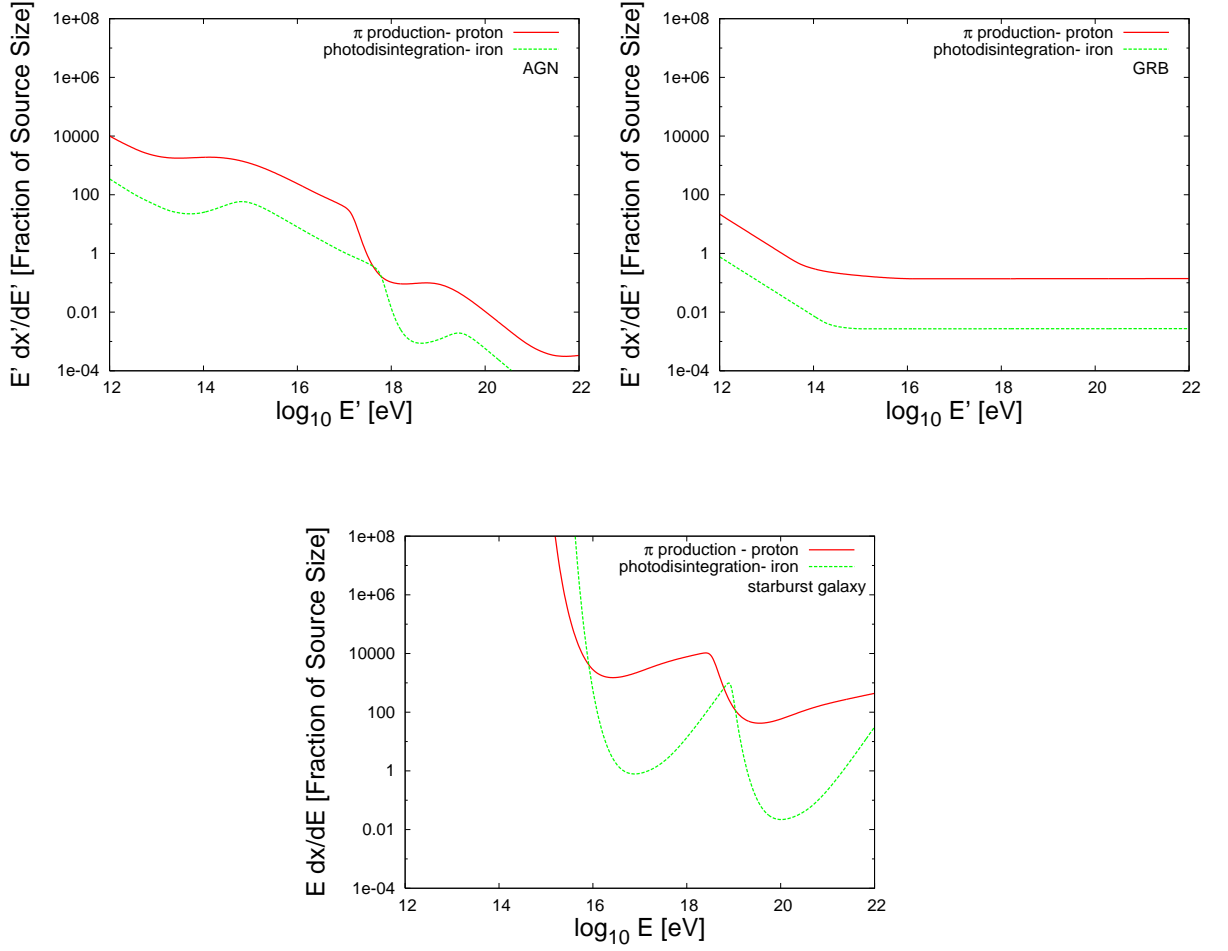 1e+08
1e+06
10000
100
1
0.01
1e-04
12 14 16 18 20 22
E' dx'/dE' [Fraction of Source Size]
log10 E' [eV]
π production- proton
photodisintegration- iron
AGN
1e+08
1e+06
10000
100
1
0.01
1e-04
12 14 16 18 20 22
E' dx'/dE' [Fraction of Source Size]
log10 E' [eV]
π production- proton
photodisintegration- iron
GRB
1e+08
1e+06
10000
100
1
0.01
1e-04
12 14 16 18 20 22
E dx/dE [Fraction of Source Size]
log10 E [eV]
π production - proton
photodisintegration- iron
starburst galaxy